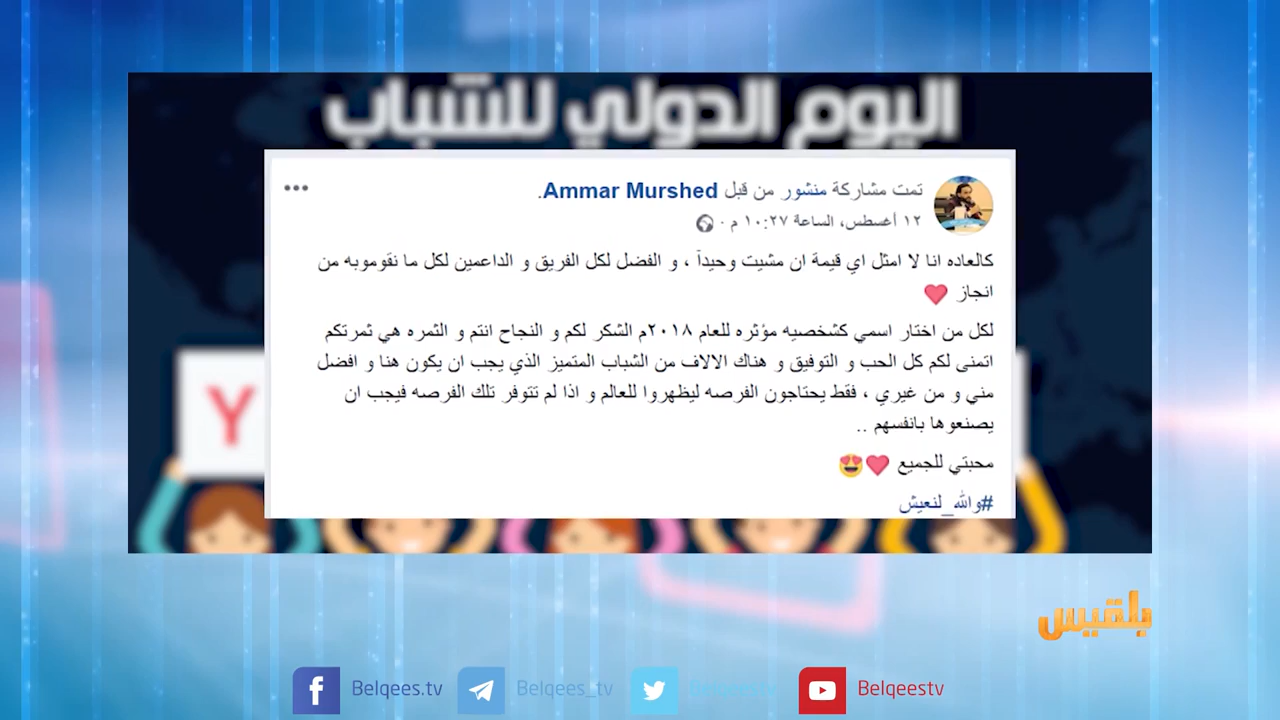 اليوم الدولي للشباب
تمت مشاركة منشور من قبل Ammar Murshed.
١٢ أغسطس، الساعة ١٠:٢٧ م ·
كالعاده انا لا امثل اي قيمة ان مشيت وحيداً ، و الفضل لكل الفريق و الداعمين لكل ما نقوموبه من
انجاز ❤
لكل من اختار اسمي كشخصيه مؤثره للعام ٢٠١٨م الشكر لكم و النجاح انتم و الثمره هي ثمرتكم
اتمنى لكم كل الحب و التوفيق و هناك الالاف من الشباب المتميز الذي يجب ان يكون هنا و افضل
مني و من غيري ، فقط يحتاجون الفرصه ليظهروا للعالم و اذا لم تتوفر تلك الفرصه فيجب ان
يصنعوها بانفسهم ..
محبتي للجميع ❤😍
#والله_لنعيش
Y
بلقيس
Belqees.tv Belqees_tv Belqeestv Belqeestv